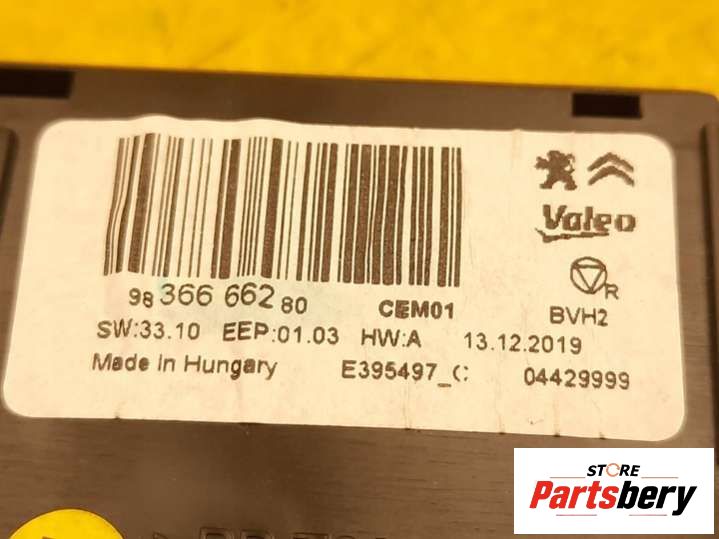 Valeo
R
98 366 662 80
CEM01
BVH2
SW:33.10 EEP:01.03 HW:A 13.12.2019
Made in Hungary E395497_C 04429999
STORE
Partsbery